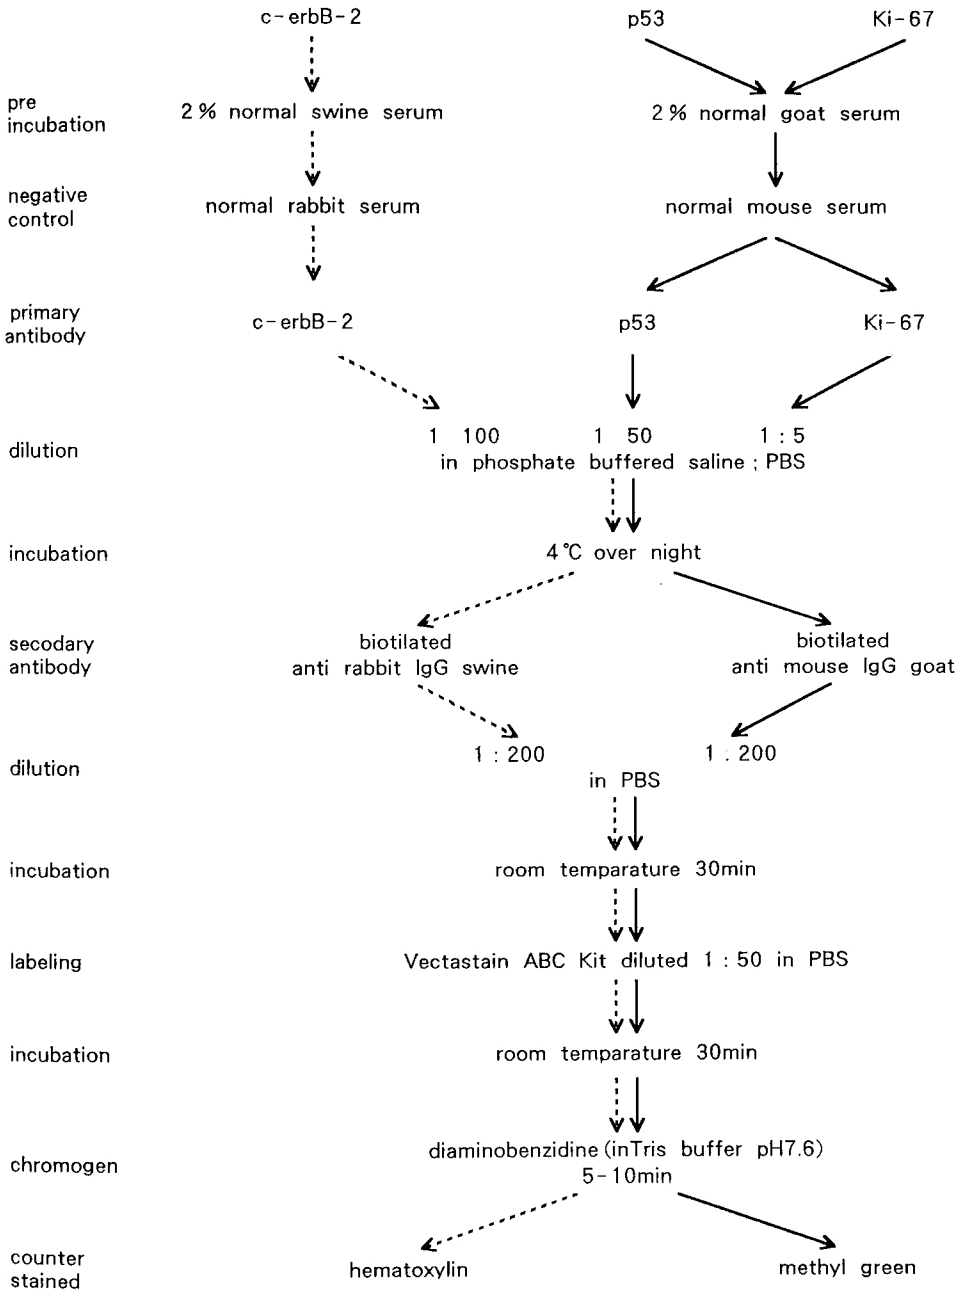 c-erbB-2 p53 Ki-67
pre
incubation
2% normal swine serum 2% normal goat serum
negative
control
normal rabbit serum normal mouse serum
primary
antibody
c-erbB-2 p53 Ki-67
dilution
1 100 1 50 1:5
in phosphate buffered saline; PBS
incubation
4℃ over night
secodary
antibody
biotilated
anti rabbit IgG swine
biotilated
anti mouse IgG goat
dilution
1:200 1:200
in PBS
incubation
room temparature 30min
labeling
Vectastain ABC Kit diluted 1:50 in PBS
incubation
room temparature 30min
chromogen
diaminobenzidine (inTris buffer pH7.6)
5-10min
counter
stained
hematoxylin methyl green